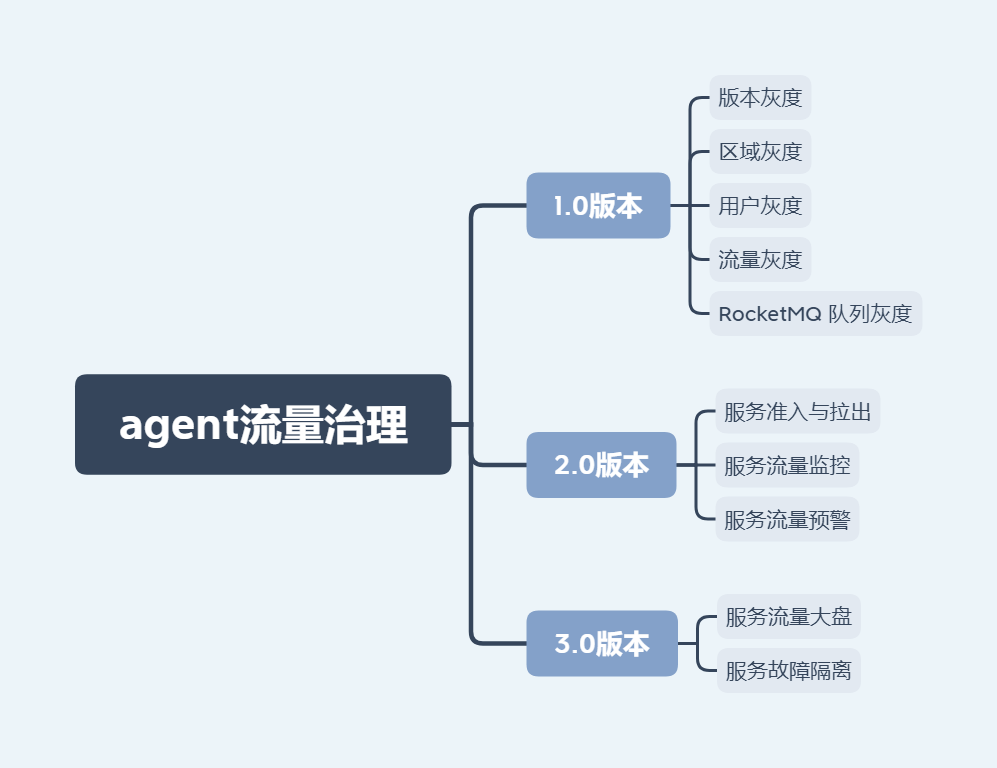 agent流量治理
1.0版本
版本灰度
区域灰度
用户灰度
流量灰度
RocketMQ 队列灰度
2.0版本
服务准入与拉出
服务流量监控
服务流量预警
3.0版本
服务流量大盘
服务故障隔离